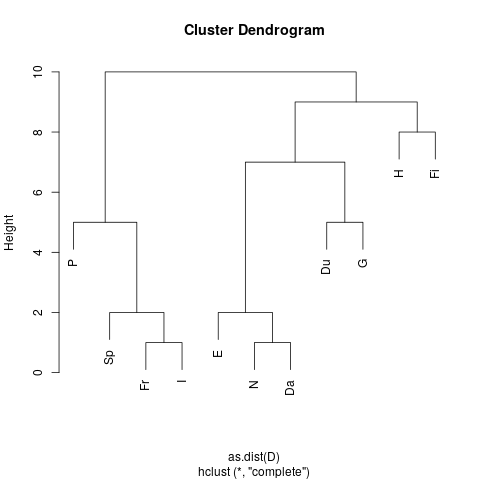 Cluster Dendrogram
Height
10
8
6
4
2
0
P
Sp
Fr
I
E
N
Da
Du
G
H
Fi
as.dist(D)
hclust (*, "complete")